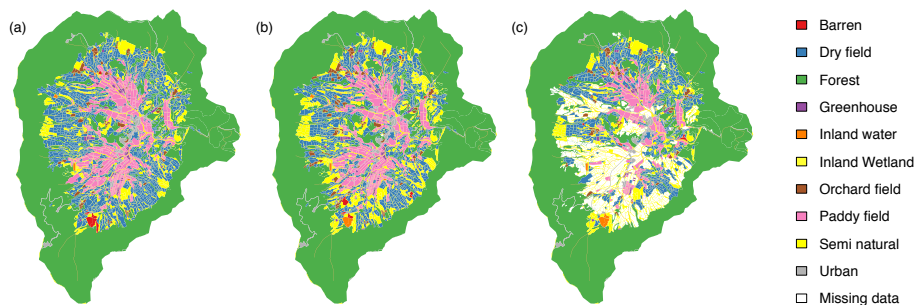 (a)
(b)
(c)
Barren
Dry field
Forest
Greenhouse
Inland water
Inland Wetland
Orchard field
Paddy field
Semi natural
Urban
Missing data